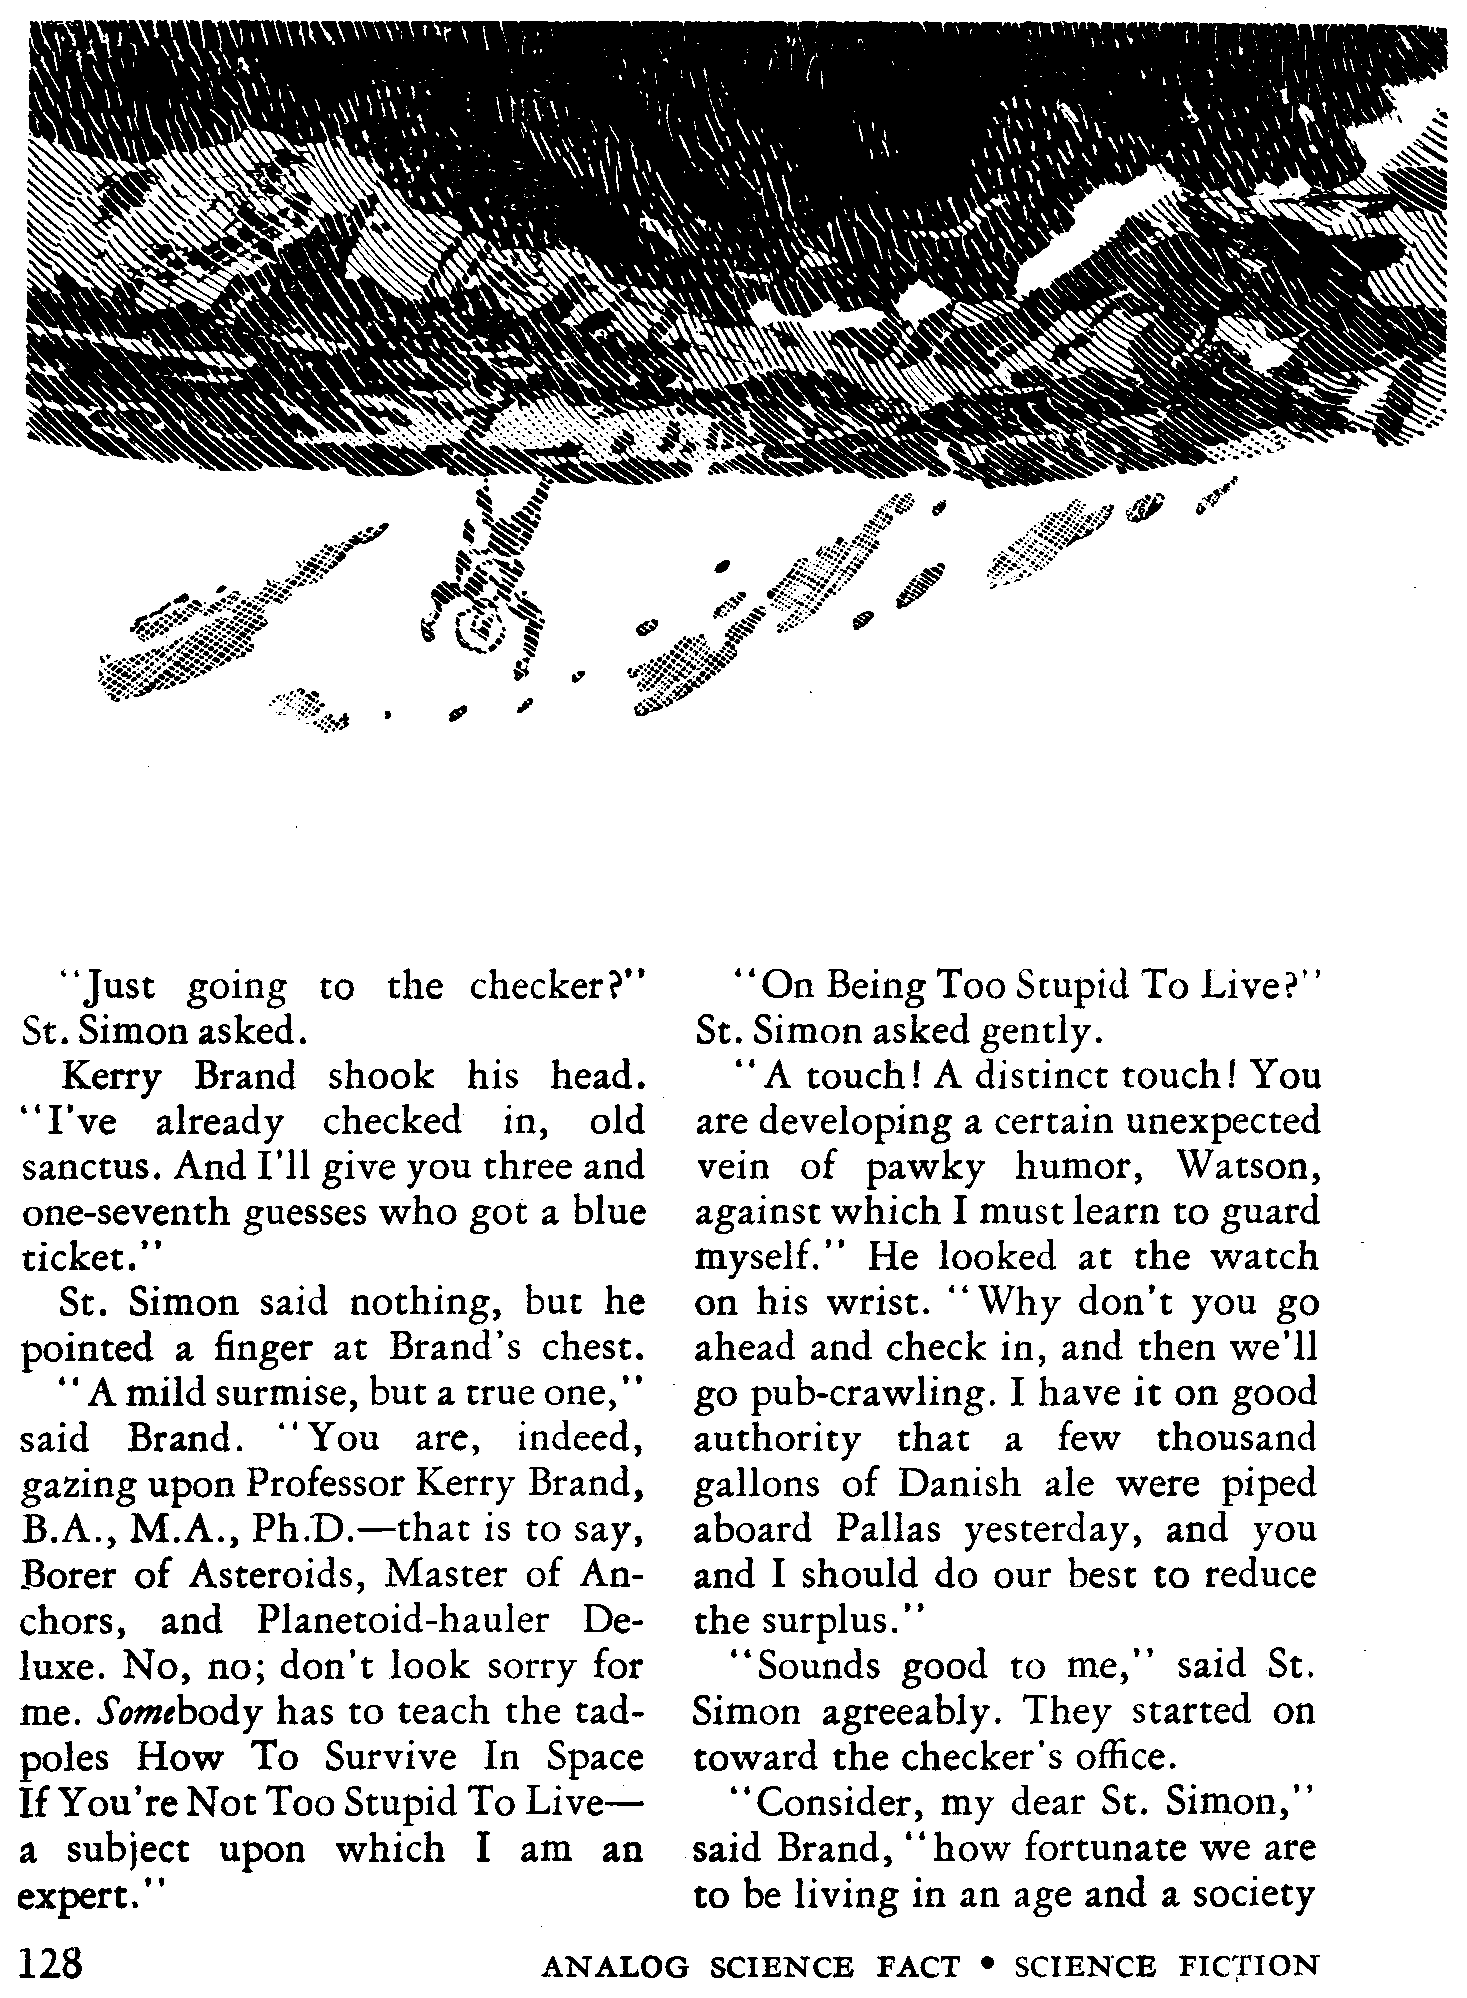 "Just going to the checker?"
St. Simon asked.
Kerry Brand shook his head.
"I've already checked in, old
sanctus. And I'll give you three and
one-seventh guesses who got a blue
ticket."
St. Simon said nothing, but he
pointed a finger at Brand's chest.
"A mild surmise, but a true one,"
said Brand. "You are, indeed,
gazing upon Professor Kerry Brand,
B.A., M.A., Ph.D.—that is to say,
Borer of Asteroids, Master of An-
chors, and Planetoid-hauler De-
luxe. No, no; don't look sorry for
me. Somebody has to teach the tad-
poles How To Survive In Space
If You're Not Too Stupid To Live—
a subject upon which I am an
expert."
"On Being Too Stupid To Live?"
St. Simon asked gently.
"A touch! A distinct touch! You
are developing a certain unexpected
vein of pawky humor, Watson,
against which I must learn to guard
myself." He looked at the watch
on his wrist. "Why don't you go
ahead and check in, and then we'll
go pub-crawling. I have it on good
authority that a few thousand
gallons of Danish ale were piped
aboard Pallas yesterday, and you
and I should do our best to reduce
the surplus."
"Sounds good to me," said St.
Simon agreeably. They started on
toward the checker's office.
"Consider, my dear St. Simon,"
said Brand, "how fortunate we are
to be living in an age and a society
128
ANALOG SCIENCE FACT • SCIENCE FICTION